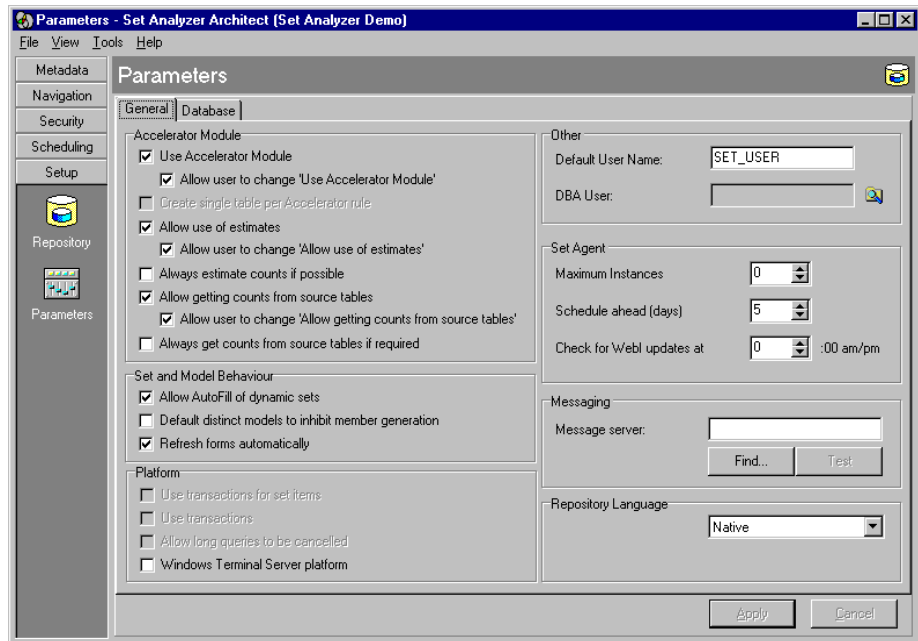 Parameters - Set Analyzer Architect (Set Analyzer Demo)
File View Tools Help
Metadata
Navigation
Security
Scheduling
Setup
Repository
Parameters
Parameters
General
Database
Accelerator Module
Use Accelerator Module
Allow user to change 'Use Accelerator Module'
Create single table per Accelerator rule
Allow use of estimates
Allow user to change 'Allow use of estimates'
Always estimate counts if possible
Allow getting counts from source tables
Allow user to change 'Allow getting counts from source tables'
Always get counts from source tables if required
Set and Model Behaviour
Allow AutoFill of dynamic sets
Default distinct models to inhibit member generation
Refresh forms automatically
Platform
Use transactions for set items
Use transactions
Allow long queries to be cancelled
Windows Terminal Server platform
Other
Default User Name: SET_USER
DBA User:
Set Agent
Maximum Instances 0
Schedule ahead (days) 5
Check for WebI updates at 0 :00 am/pm
Messaging
Message server:
Find... Test
Repository Language
Native
Apply Cancel